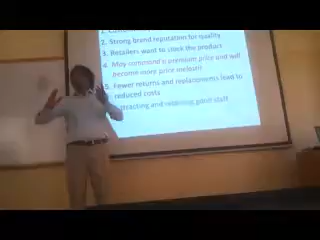 2. Strong brand reputation for quality
3. Retailers want to stock the product
4. May command a premium price and will
become more price inelastic
5. Fewer returns and replacements lead to
reduced costs
and retaining good staff